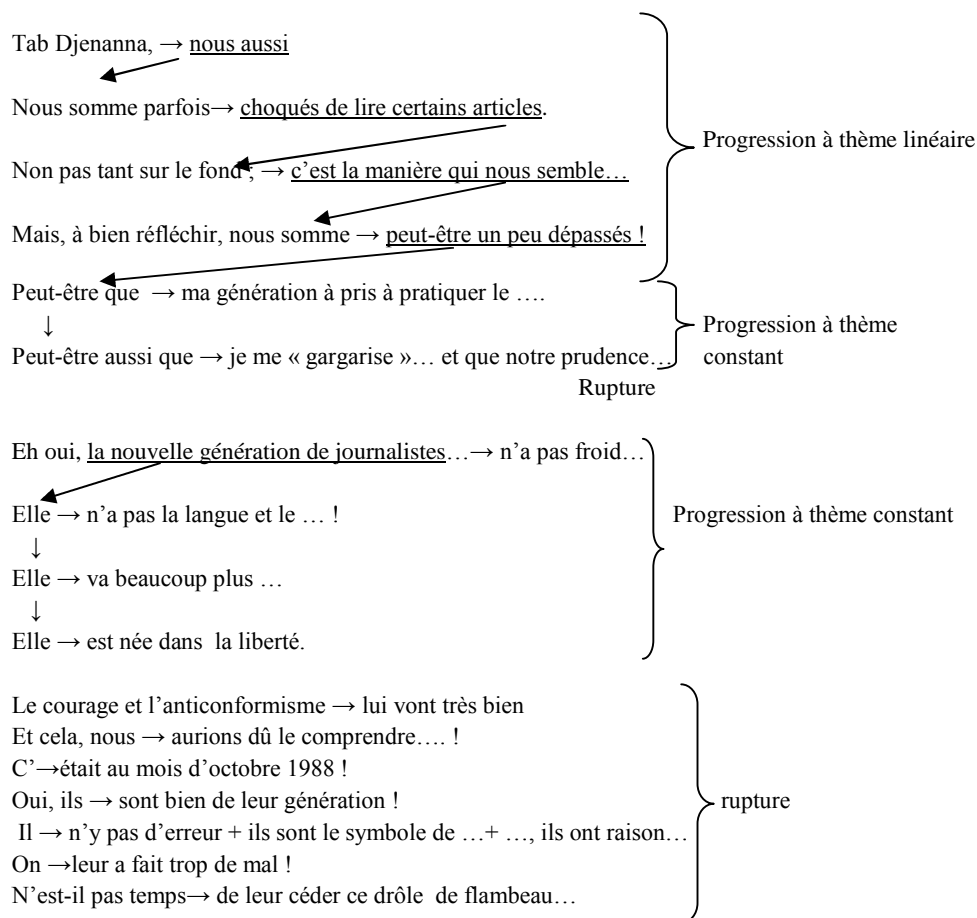 Tab Djenanna, → nous aussi
Nous somme parfois→ choqués de lire certains articles.
Progression à thème linéaire
Non pas tant sur le fond ; → c’est la manière qui nous semble…
Mais, à bien réfléchir, nous somme → peut-être un peu dépassés !
Peut-être que → ma génération à pris à pratiquer le ….
↓
Progression à thème
constant
Peut-être aussi que → je me « gargarise »… et que notre prudence…
Rupture
Eh oui, la nouvelle génération de journalistes…→ n’a pas froid…
Elle → n’a pas la langue et le … !
Progression à thème constant
↓
Elle → va beaucoup plus …
↓
Elle → est née dans la liberté.
Le courage et l’anticonformisme → lui vont très bien
Et cela, nous → aurions dû le comprendre…. !
C’→était au mois d’octobre 1988 !
Oui, ils → sont bien de leur génération !
rupture
Il → n’y pas d’erreur + ils sont le symbole de …+ …, ils ont raison…
On →leur a fait trop de mal !
N’est-il pas temps→ de leur céder ce drôle de flambeau…